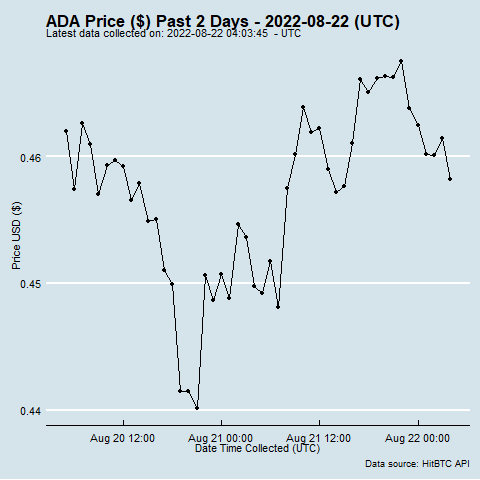 ADA Price ($) Past 2 Days - 2022-08-22 (UTC)
Latest data collected on: 2022-08-22 04:03:45 - UTC
Price USD ($)
0.46
0.45
0.44
Aug 20 12:00
Aug 21 00:00
Aug 21 12:00
Aug 22 00:00
Date Time Collected (UTC)
Data source: HitBTC API